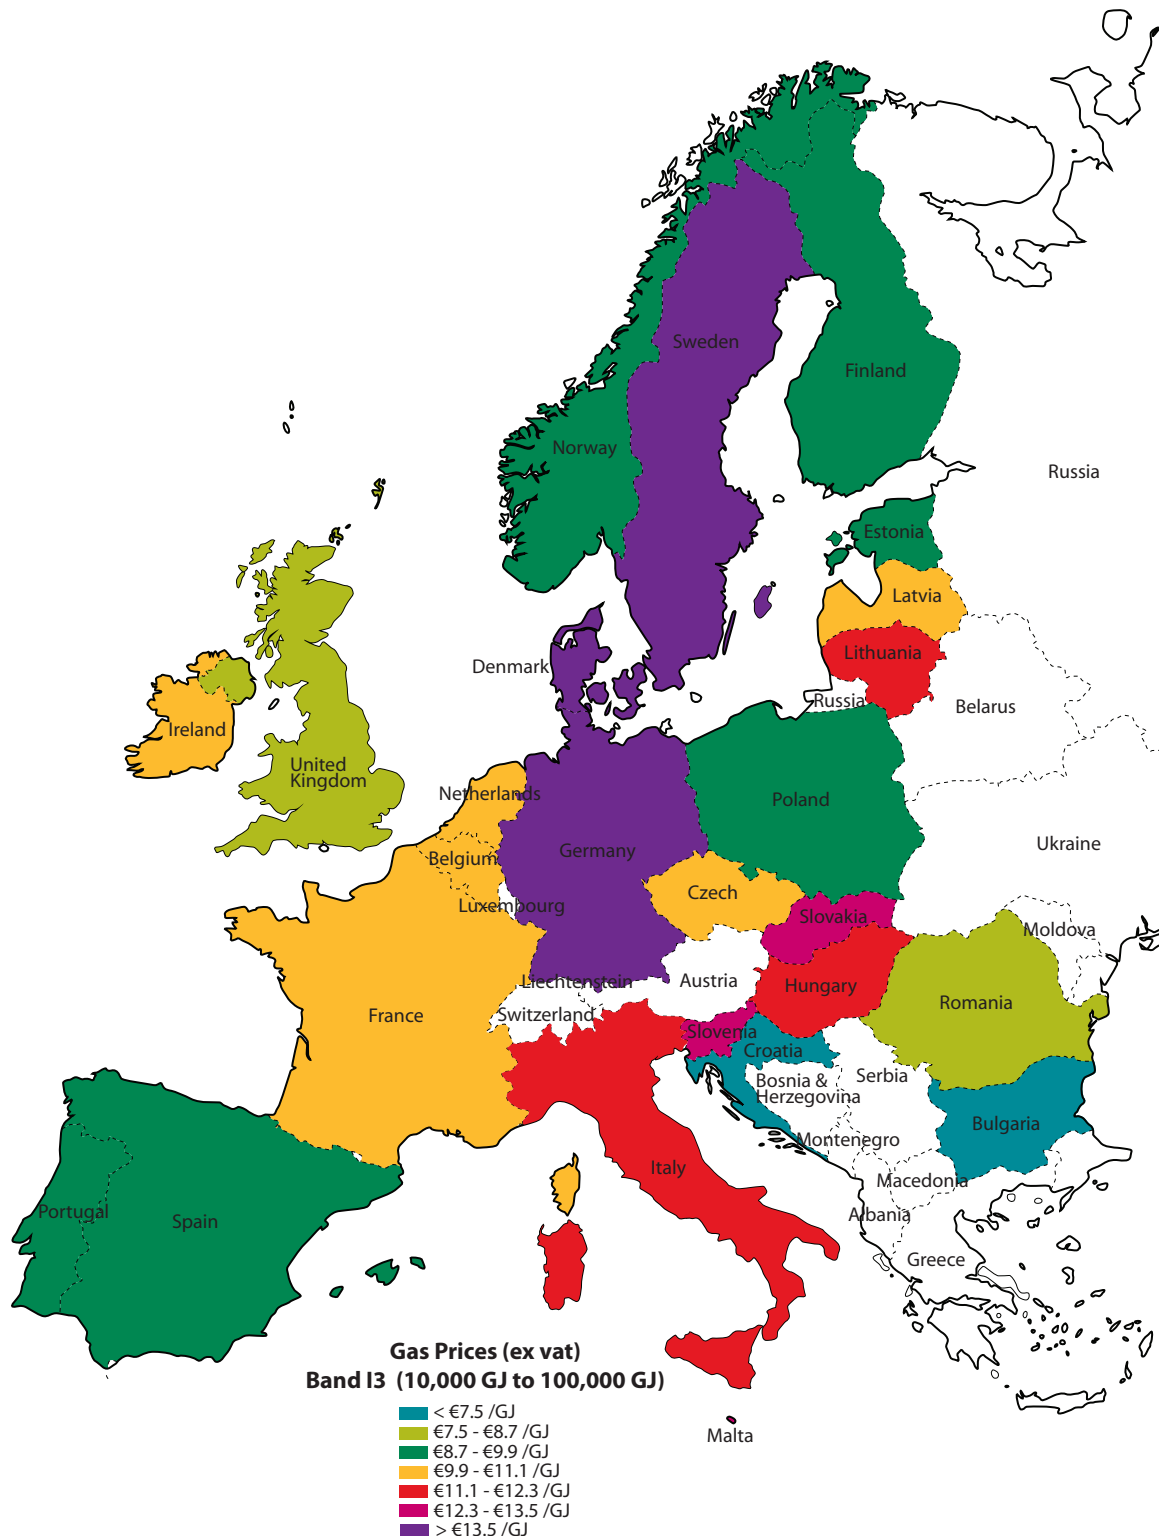 Sweden
Finland
Norway
Russia
Estonia
Latvia
Lithuania
Denmark
Russia
Belarus
Ireland
United
Kingdom
Netherlands
Poland
Germany
Belgium
Ukraine
Czech
Luxembourg
Slovakia
Moldova
Liechtenstein
Austria
Hungary
Romania
France
Switzerland
Slovenia
Croatia
Bosnia &
Herzegovina
Serbia
Bulgaria
Montenegro
Italy
Macedonia
Portugal
Spain
Albania
Greece
Gas Prices (ex vat)
Band I3 (10,000 GJ to 100,000 GJ)
< €7.5 /GJ
€7.5 - €8.7 /GJ
€8.7 - €9.9 /GJ
€9.9 - €11.1 /GJ
€11.1 - €12.3 /GJ
€12.3 - €13.5 /GJ
> €13.5 /GJ
Malta